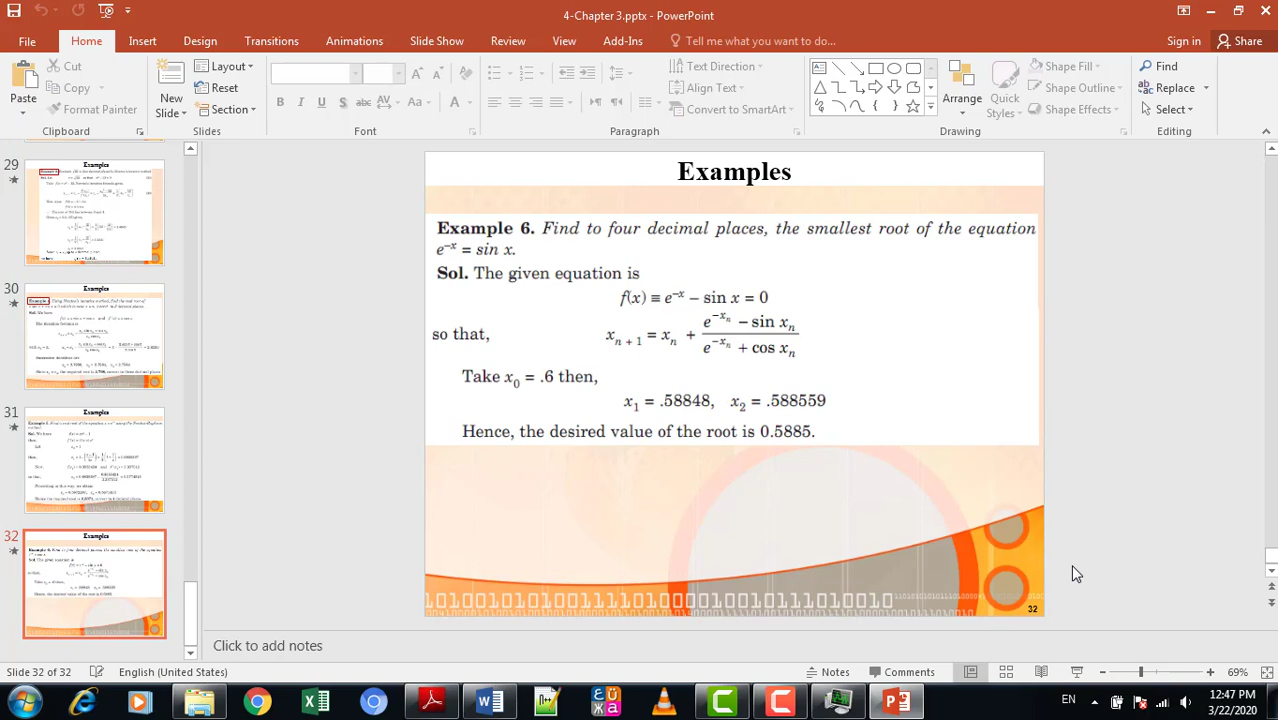 4-Chapter 3.pptx - PowerPoint
File Home Insert Design Transitions Animations Slide Show Review View Add-Ins Tell me what you want to do... Sign in Share
Paste
Cut
Copy
Format Painter
Clipboard
New Slide
Layout
Reset
Section
Slides
Font
Text Direction
Align Text
Convert to SmartArt
Paragraph
Arrange
Quick Styles
Shape Fill
Shape Outline
Shape Effects
Drawing
Find
Replace
Select
Editing
29
Examples
30
Examples
31
Examples
32
Examples
Examples
Example 6. Find to four decimal places, the smallest root of the equation
e^{–x} = sin x.
Sol. The given equation is
f(x) ≡ e^{–x} – sin x = 0
so that, x_{n + 1} = x_n + (e^{–x_n} – sin x_n) / (e^{–x_n} + cos x_n)
Take x_0 = .6 then,
x_1 = .58848, x_2 = .588559
Hence, the desired value of the root is 0.5885.
32
Click to add notes
Slide 32 of 32 English (United States) Notes Comments 69%
EN 12:47 PM
3/22/2020